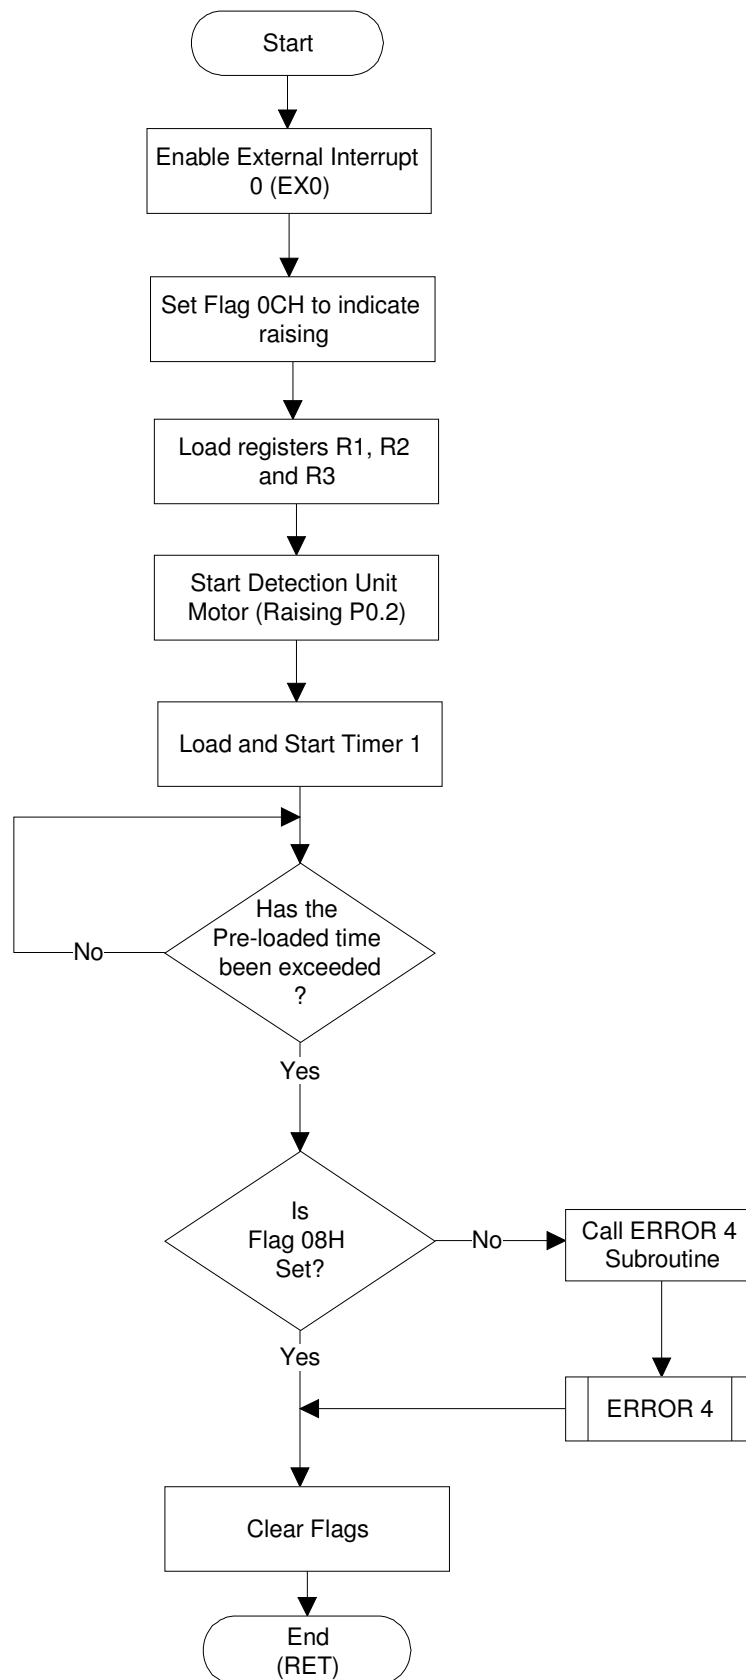 Start
Enable External Interrupt
0 (EX0)
Set Flag 0CH to indicate
raising
Load registers R1, R2
and R3
Start Detection Unit
Motor (Raising P0.2)
Load and Start Timer 1
Has the
Pre-loaded time
been exceeded
?
No
Yes
Is
Flag 08H
Set?
No
Call ERROR 4
Subroutine
Yes
ERROR 4
Clear Flags
End
(RET)